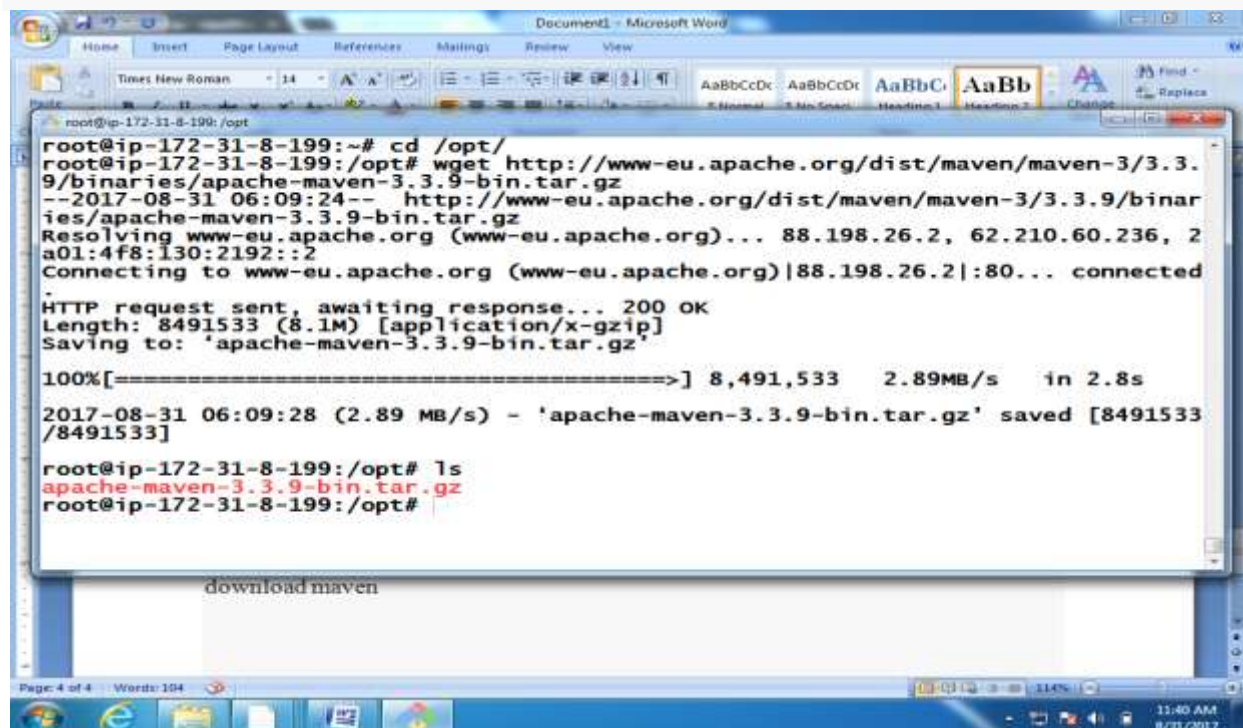 Document1 - Microsoft Word
Home Insert Page Layout References Mailings Review View
Times New Roman 14
Find
AaBbCcDc AaBbCcDc AaBbC AaBb
Replace
Change
root@ip-172-31-8-199: /opt
root@ip-172-31-8-199:~# cd /opt/
root@ip-172-31-8-199:/opt# wget http://www-eu.apache.org/dist/maven/maven-3/3.3.
9/binaries/apache-maven-3.3.9-bin.tar.gz
--2017-08-31 06:09:24--  http://www-eu.apache.org/dist/maven/maven-3/3.3.9/binar
ies/apache-maven-3.3.9-bin.tar.gz
Resolving www-eu.apache.org (www-eu.apache.org)... 88.198.26.2, 62.210.60.236, 2
a01:4f8:130:2192::2
Connecting to www-eu.apache.org (www-eu.apache.org)|88.198.26.2|:80... connected
.
HTTP request sent, awaiting response... 200 OK
Length: 8491533 (8.1M) [application/x-gzip]
Saving to: 'apache-maven-3.3.9-bin.tar.gz'
100%[======================================>] 8,491,533   2.89MB/s   in 2.8s
2017-08-31 06:09:28 (2.89 MB/s) - 'apache-maven-3.3.9-bin.tar.gz' saved [8491533
/8491533]
root@ip-172-31-8-199:/opt# ls
apache-maven-3.3.9-bin.tar.gz
root@ip-172-31-8-199:/opt#
download maven
Page: 4 of 4 Words: 104 114%
11:40 AM
8/31/2017